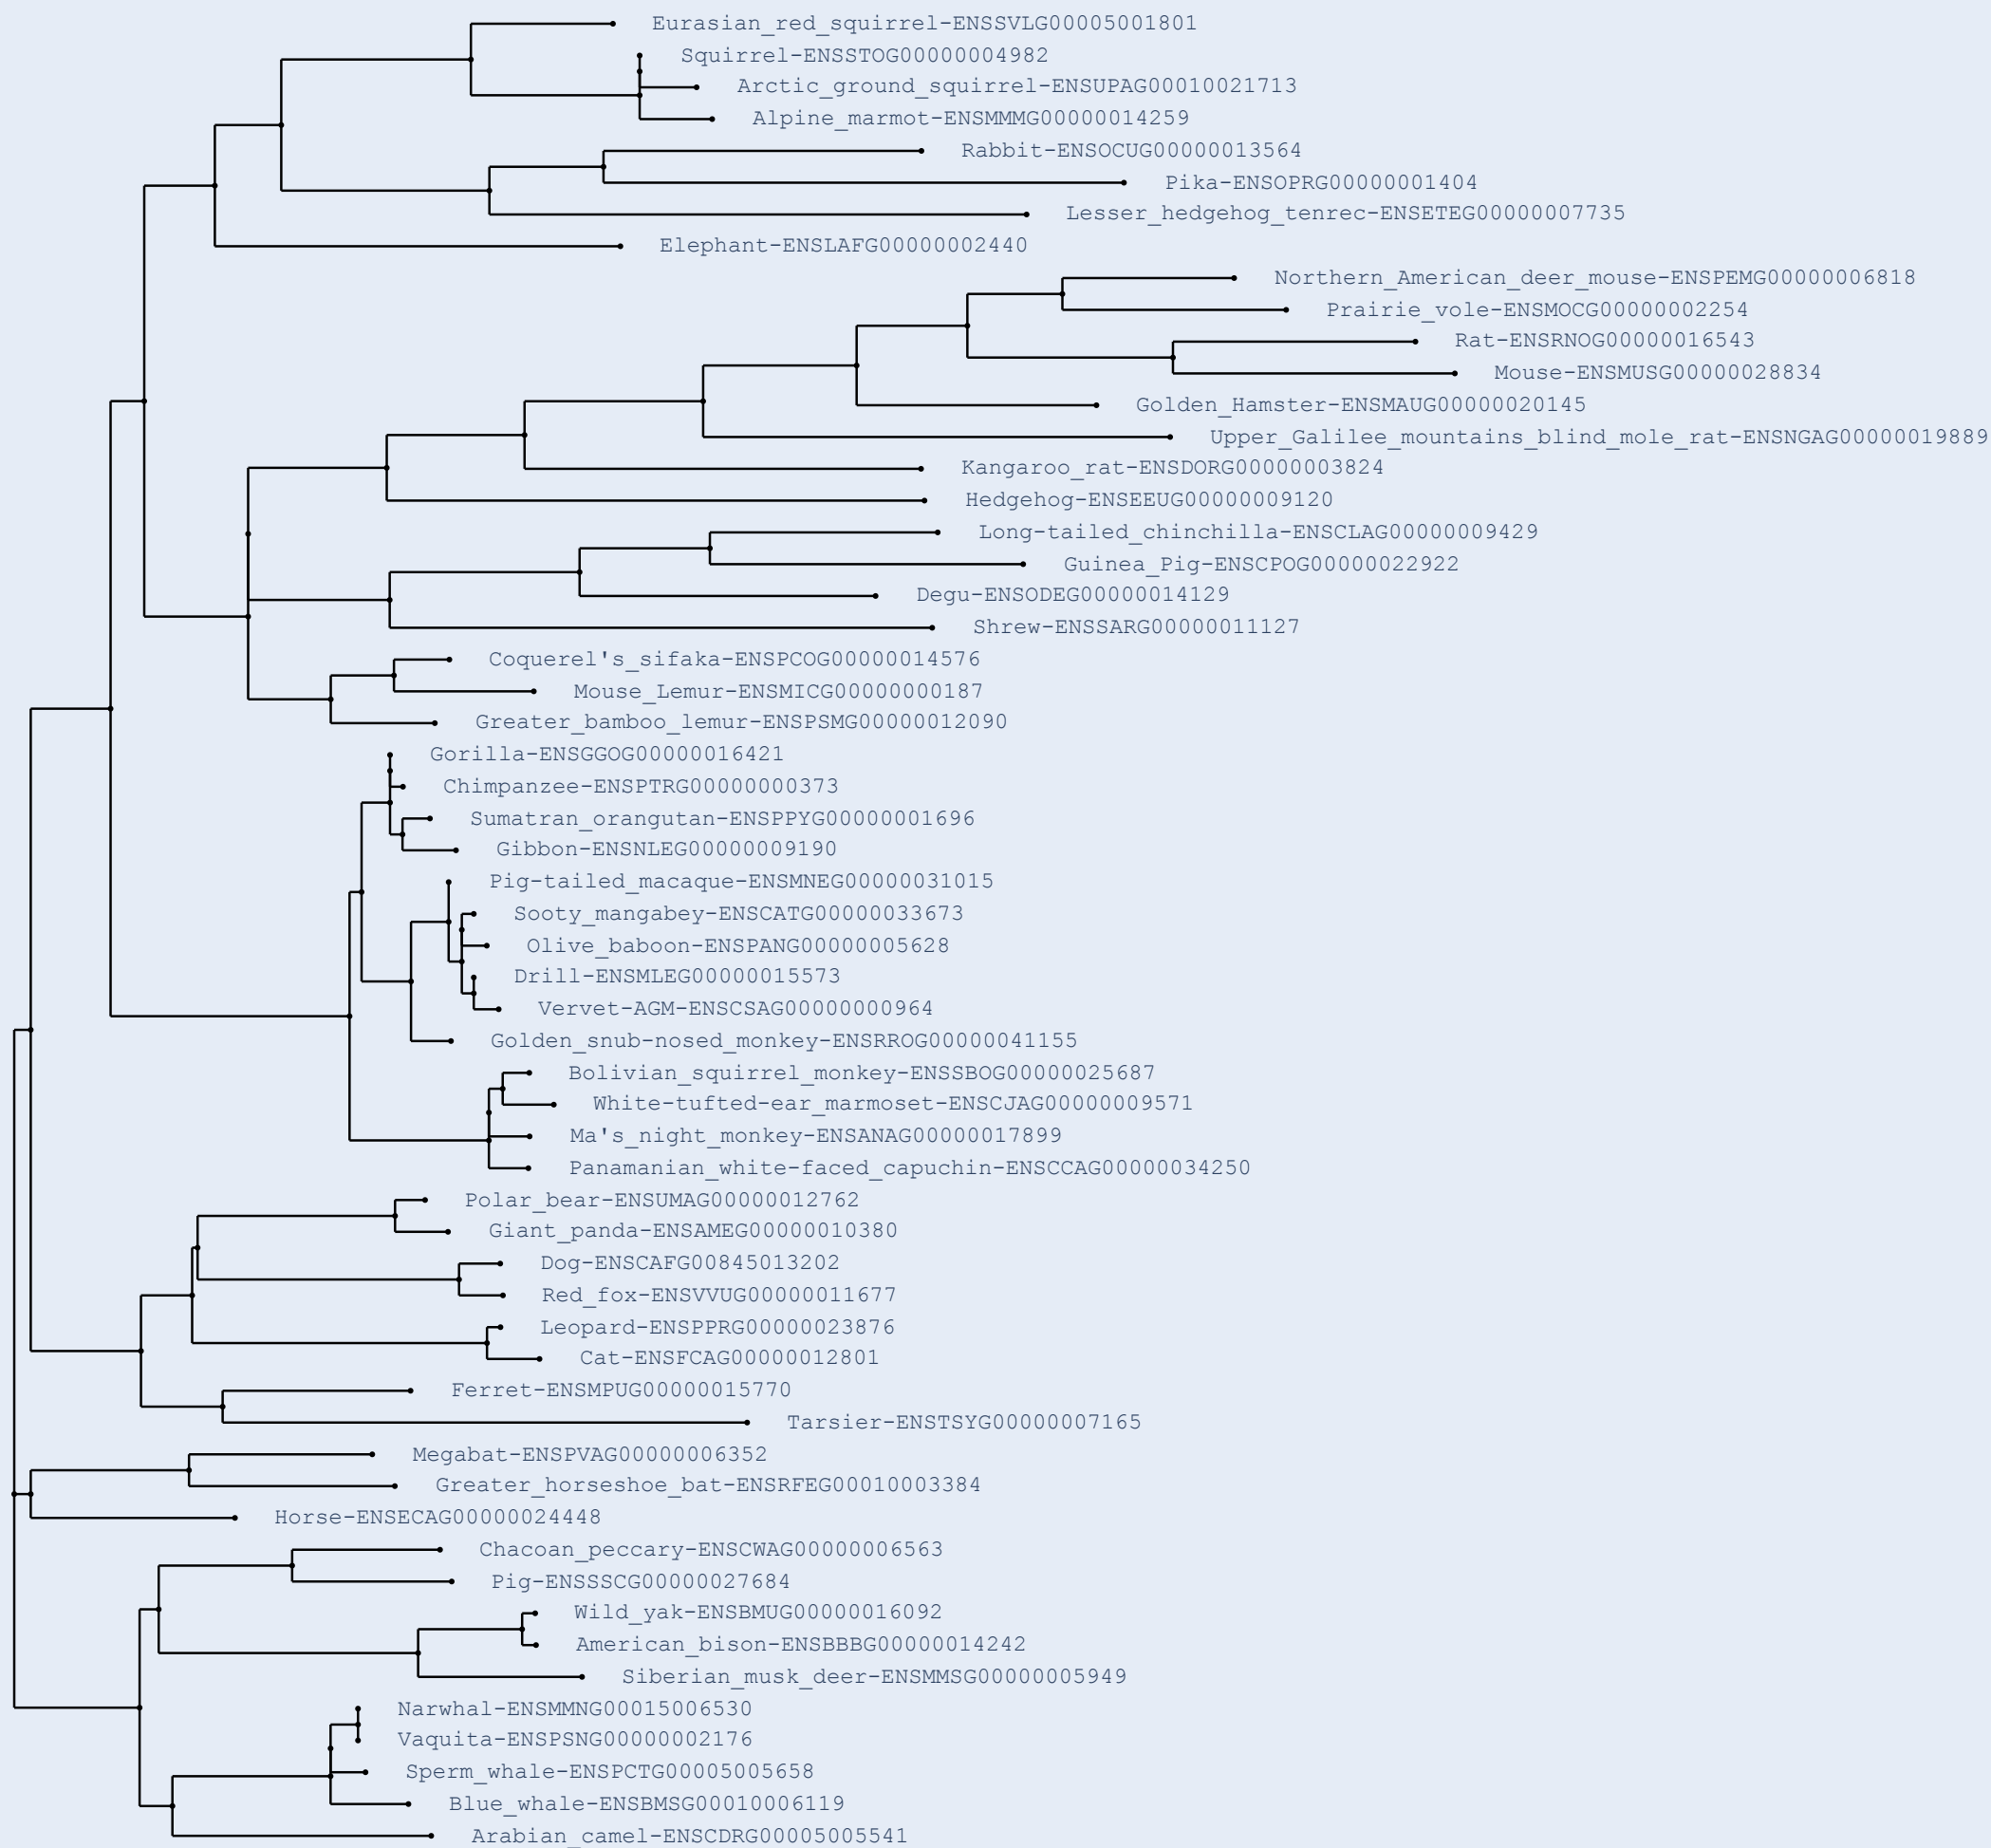 Eurasian_red_squirrel-ENSSVLG00005001801
Squirrel-ENSSTOG00000004982
Arctic_ground_squirrel-ENSUPAG00010021713
Alpine_marmot-ENSMMMG00000014259
Rabbit-ENSOCUG00000013564
Pika-ENSOPRG00000001404
Lesser_hedgehog_tenrec-ENSETEG00000007735
Elephant-ENSLAFG00000002440
Northern_American_deer_mouse-ENSPEMG00000006818
Prairie_vole-ENSMOCG00000002254
Rat-ENSRNOG00000016543
Mouse-ENSMUSG00000028834
Golden_Hamster-ENSMAUG00000020145
Upper_Galilee_mountains_blind_mole_rat-ENSNGAG00000019889
Kangaroo_rat-ENSDORG00000003824
Hedgehog-ENSEEUG00000009120
Long-tailed_chinchilla-ENSCLAG00000009429
Guinea_Pig-ENSCPOG00000022922
Degu-ENSODEG00000014129
Shrew-ENSSARG00000011127
Coquerel's_sifaka-ENSPCOG00000014576
Mouse_Lemur-ENSMICG00000000187
Greater_bamboo_lemur-ENSPSMG00000012090
Gorilla-ENSGGOG00000016421
Chimpanzee-ENSPTRG00000000373
Sumatran_orangutan-ENSPPYG00000001696
Gibbon-ENSNLEG00000009190
Pig-tailed_macaque-ENSMNEG00000031015
Sooty_mangabey-ENSCATG00000033673
Olive_baboon-ENSPANG00000005628
Drill-ENSMLEG00000015573
Vervet-AGM-ENSCSAG00000000964
Golden_snub-nosed_monkey-ENSRROG00000041155
Bolivian_squirrel_monkey-ENSSBOG00000025687
White-tufted-ear_marmoset-ENSCJAG00000009571
Ma's_night_monkey-ENSANAG00000017899
Panamanian_white-faced_capuchin-ENSCCAG00000034250
Polar_bear-ENSUMAG00000012762
Giant_panda-ENSAMEG00000010380
Dog-ENSCAFG00845013202
Red_fox-ENSVVUG00000011677
Leopard-ENSPPRG00000023876
Cat-ENSFCAG00000012801
Ferret-ENSMPUG00000015770
Tarsier-ENSTSYG00000007165
Megabat-ENSPVAG00000006352
Greater_horseshoe_bat-ENSRFEG00010003384
Horse-ENSECAG00000024448
Chacoan_peccary-ENSCWAG00000006563
Pig-ENSSSCG00000027684
Wild_yak-ENSBMUG00000016092
American_bison-ENSBBBG00000014242
Siberian_musk_deer-ENSMMSG00000005949
Narwhal-ENSMMNG00015006530
Vaquita-ENSPSNG00000002176
Sperm_whale-ENSPCTG00005005658
Blue_whale-ENSBMSG00010006119
Arabian_camel-ENSCDRG00005005541